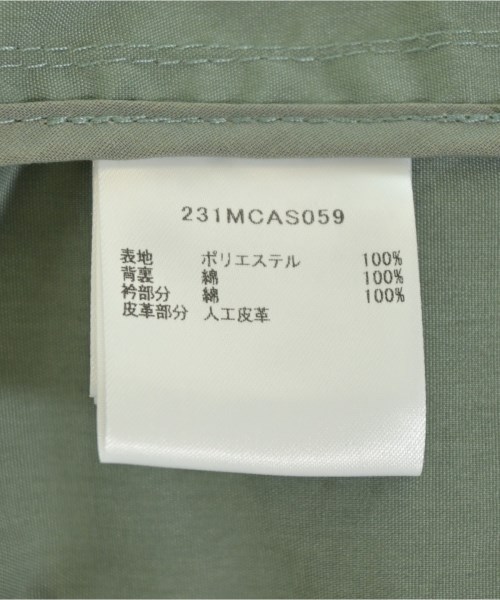 231MCAS059
表地 ポリエステル 100%
背裏 綿 100%
衿部分 綿 100%
皮革部分 人工皮革